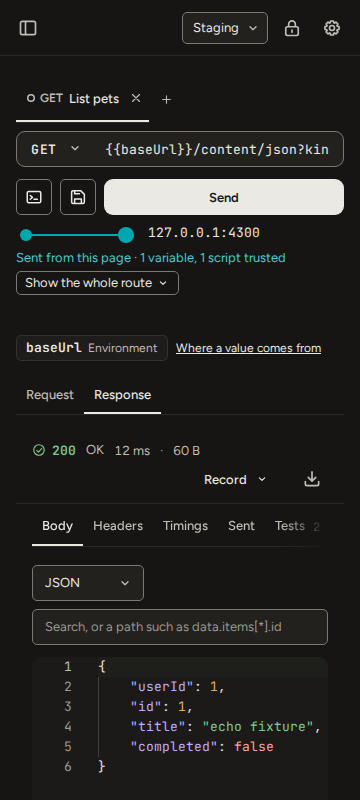 Staging
GET List pets
GET {{baseUrl}}/content/json?kin
Send
127.0.0.1:4300
Sent from this page · 1 variable, 1 script trusted
Show the whole route
baseUrl Environment Where a value comes from
Request Response
200 OK 12 ms · 60 B
Record
Body Headers Timings Sent Tests 2
JSON
Search, or a path such as data.items[*].id
1 {
2 "userId": 1,
3 "id": 1,
4 "title": "echo fixture",
5 "completed": false
6 }